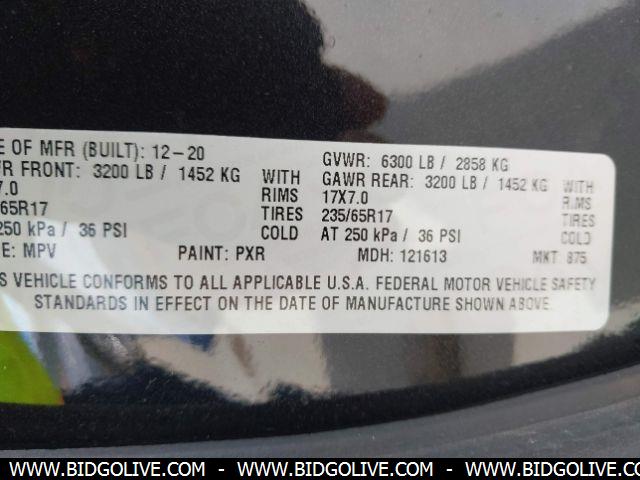 E OF MFR (BUILT): 12-20 GVWR: 6300 LB / 2858 KG
WR FRONT: 3200 LB / 1452 KG WITH GAWR REAR: 3200 LB / 1452 KG WITH
7.0 RIMS 17X7.0 RIMS
/65R17 TIRES 235/65R17 TIRES
250 kPa / 36 PSI COLD AT 250 kPa / 36 PSI COLD
E: MPV PAINT: PXR MDH: 121613 MKT 875
S VEHICLE CONFORMS TO ALL APPLICABLE U.S.A. FEDERAL MOTOR VEHICLE SAFETY
STANDARDS IN EFFECT ON THE DATE OF MANUFACTURE SHOWN ABOVE.
WWW.BIDGOLIVE.COM - WWW.BIDGOLIVE.COM - WWW.BIDGOLIVE.COM